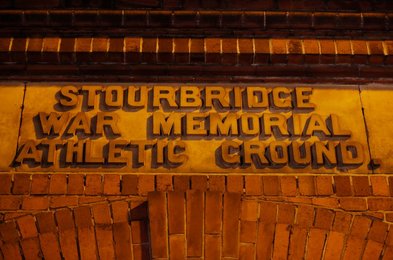 STOURBRIDGE
WAR MEMORIAL
ATHLETIC GROUND.